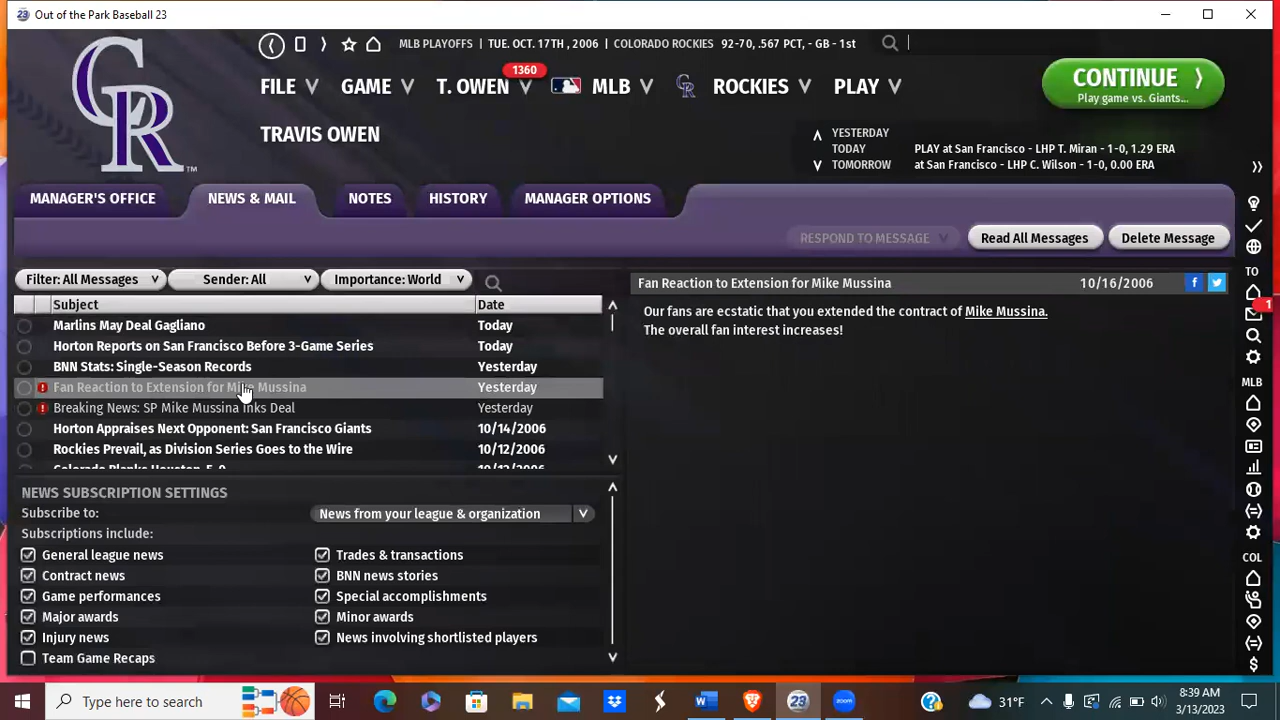 Out of the Park Baseball 23
MLB PLAYOFFS | TUE. OCT. 17TH , 2006 | COLORADO ROCKIES 92-70, .567 PCT, - GB - 1st
FILE GAME T. OWEN 1360 MLB ROCKIES PLAY
CONTINUE
Play game vs. Giants...
TRAVIS OWEN
YESTERDAY
TODAY PLAY at San Francisco - LHP T. Miran - 1-0, 1.29 ERA
TOMORROW at San Francisco - LHP C. Wilson - 1-0, 0.00 ERA
MANAGER'S OFFICE NEWS & MAIL NOTES HISTORY MANAGER OPTIONS
RESPOND TO MESSAGE Read All Messages Delete Message
Filter: All Messages Sender: All Importance: World
Subject Date
Marlins May Deal Gagliano Today
Horton Reports on San Francisco Before 3-Game Series Today
BNN Stats: Single-Season Records Yesterday
Fan Reaction to Extension for Mike Mussina Yesterday
Breaking News: SP Mike Mussina Inks Deal Yesterday
Horton Appraises Next Opponent: San Francisco Giants 10/14/2006
Rockies Prevail, as Division Series Goes to the Wire 10/12/2006
Colorado Blanks Houston, 5-0
NEWS SUBSCRIPTION SETTINGS
Subscribe to: News from your league & organization
Subscriptions include:
General league news Trades & transactions
Contract news BNN news stories
Game performances Special accomplishments
Major awards Minor awards
Injury news News involving shortlisted players
Team Game Recaps
Fan Reaction to Extension for Mike Mussina 10/16/2006
Our fans are ecstatic that you extended the contract of Mike Mussina.
The overall fan interest increases!
TO
1
MLB
COL
Type here to search
31°F
8:39 AM
3/13/2023